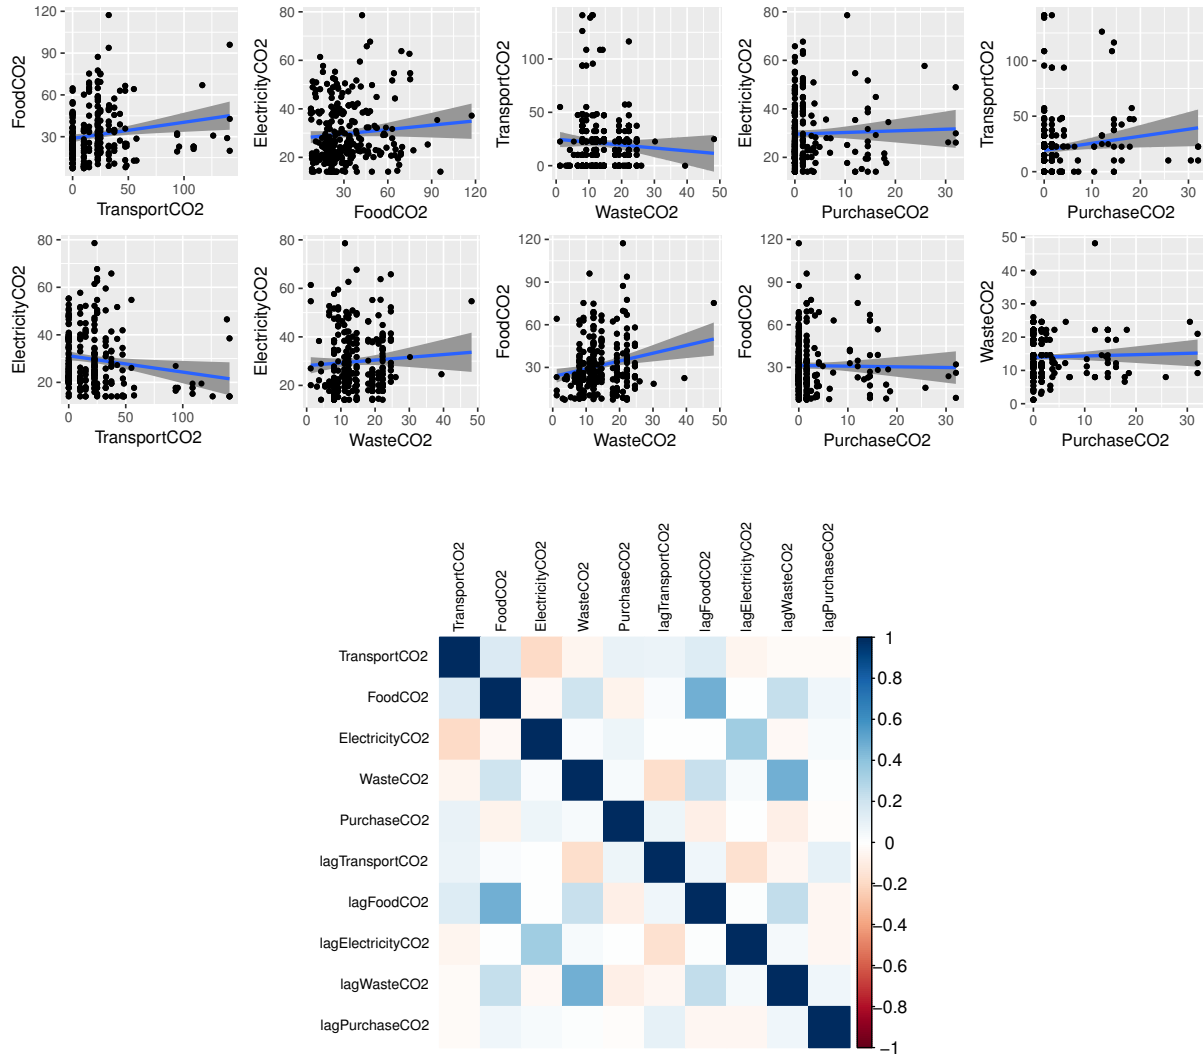 120
90
60
30
0
50
100
FoodCO2
TransportCO2
80
60
40
20
30
60
90
120
ElectricityCO2
FoodCO2
100
50
0
0
10
20
30
40
50
TransportCO2
WasteCO2
80
60
40
20
0
10
20
30
ElectricityCO2
PurchaseCO2
100
50
0
0
10
20
30
TransportCO2
PurchaseCO2
80
60
40
20
0
50
100
ElectricityCO2
TransportCO2
80
60
40
20
0
10
20
30
40
50
ElectricityCO2
WasteCO2
120
90
60
30
0
10
20
30
40
50
FoodCO2
WasteCO2
120
90
60
30
0
10
20
30
FoodCO2
PurchaseCO2
50
40
30
20
10
0
0
10
20
30
WasteCO2
PurchaseCO2
TransportCO2
FoodCO2
ElectricityCO2
WasteCO2
PurchaseCO2
lagTransportCO2
lagFoodCO2
lagElectricityCO2
lagWasteCO2
lagPurchaseCO2
TransportCO2
FoodCO2
ElectricityCO2
WasteCO2
PurchaseCO2
lagTransportCO2
lagFoodCO2
lagElectricityCO2
lagWasteCO2
lagPurchaseCO2
1
0.8
0.6
0.4
0.2
0
−0.2
−0.4
−0.6
−0.8
−1